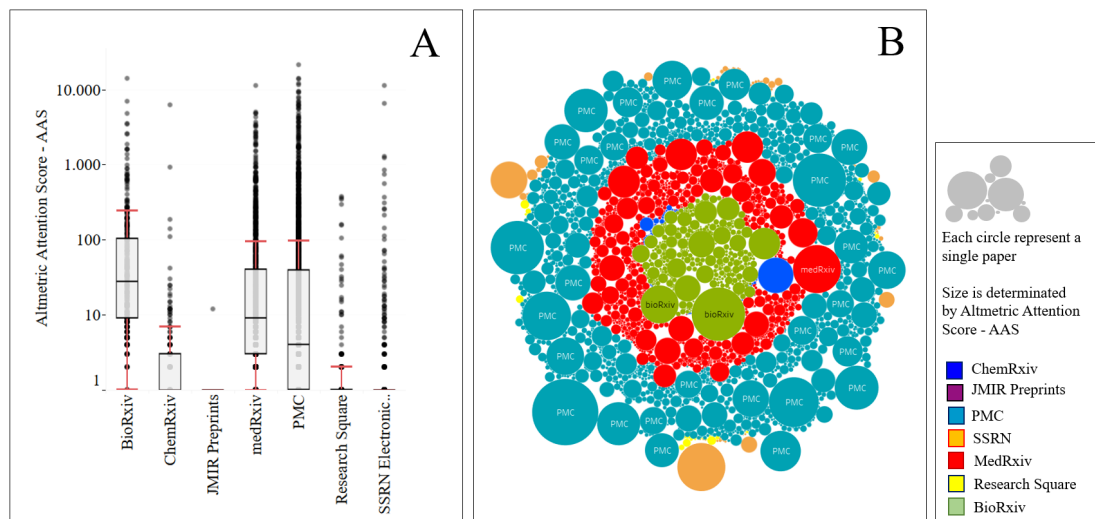 A
Altmetric Attention Score - AAS
10.000
1.000
100
10
1
BioRxiv
ChemRxiv
JMIR Preprints
medRxiv
PMC
Research Square
SSRN Electronic..
B
PMC
PMC
PMC
PMC
PMC
PMC
PMC
PMC
PMC
PMC
PMC
PMC
medRxiv
PMC
PMC
bioRxiv
bioRxiv
PMC
PMC
PMC
PMC
PMC
PMC
PMC
PMC
PMC
PMC
PMC
PMC
PMC
Each circle represent a
single paper
Size is determinated
by Altmetric Attention
Score - AAS
ChemRxiv
JMIR Preprints
PMC
SSRN
MedRxiv
Research Square
BioRxiv